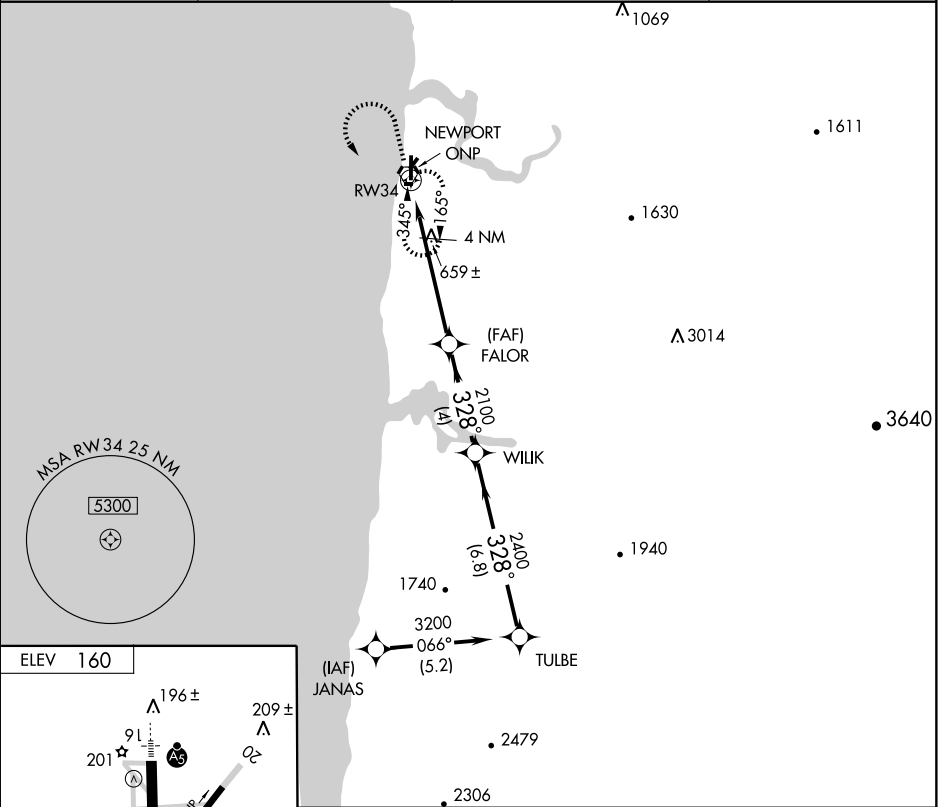 1069
1611
NEWPORT
ONP
RW34
1630
345°
165°
4 NM
659 ±
(FAF)
FALOR
3014
2100
328°
(4)
3640
WILIK
MSA RW34 25 NM
5300
2400
328°
(6.8)
1940
1740
3200
066°
(5.2)
TULBE
(IAF)
JANAS
ELEV 160
196 ±
209 ±
16
201
A5
20
2479
2306